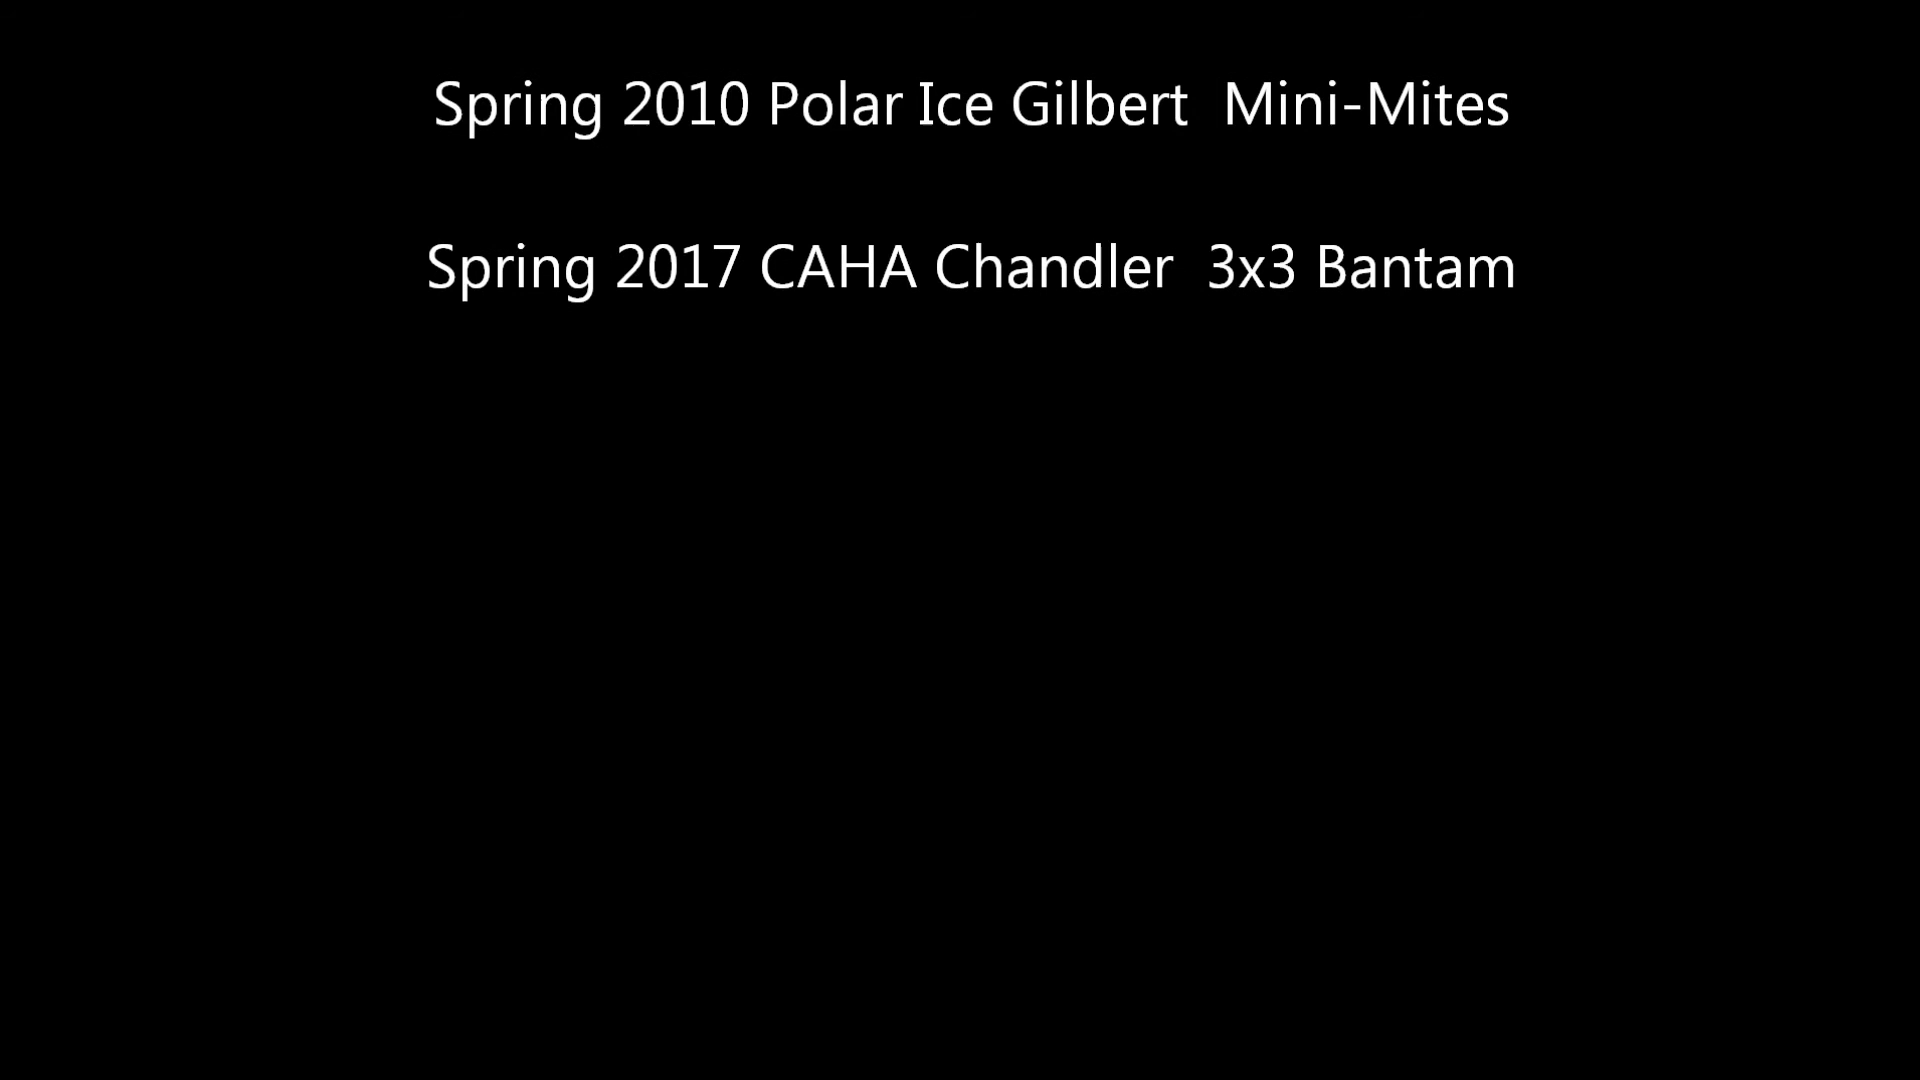 Spring 2010 Polar Ice Gilbert  Mini-Mites
Spring 2017 CAHA Chandler  3x3 Bantam